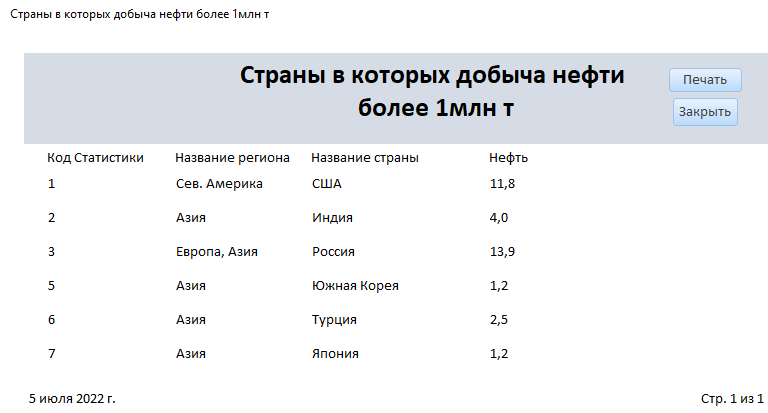 Страны в которых добыча нефти более 1млн т
Страны в которых добыча нефти
более 1млн т
Печать
Закрыть
Код Статистики Название региона Название страны Нефть
1 Сев. Америка США 11,8
2 Азия Индия 4,0
3 Европа, Азия Россия 13,9
5 Азия Южная Корея 1,2
6 Азия Турция 2,5
7 Азия Япония 1,2
5 июля 2022 г. Стр. 1 из 1